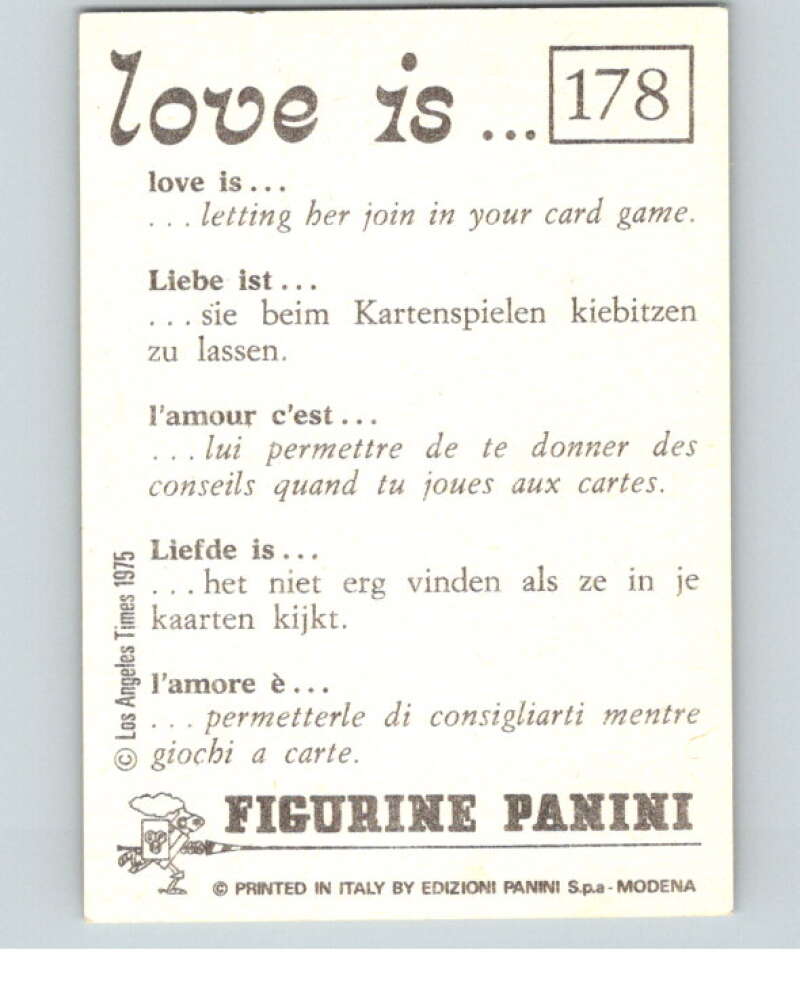 love is ...
178
love is ...
... letting her join in your card game.
Liebe ist ...
... sie beim Kartenspielen kiebitzen
zu lassen.
l'amour c'est ...
... lui permettre de te donner des
conseils quand tu joues aux cartes.
Liefde is ...
... het niet erg vinden als ze in je
kaarten kijkt.
l'amore è ...
... permetterle di consigliarti mentre
giochi a carte.
© Los Angeles Times 1975
FIGURINE PANINI
© PRINTED IN ITALY BY EDIZIONI PANINI S.p.a - MODENA